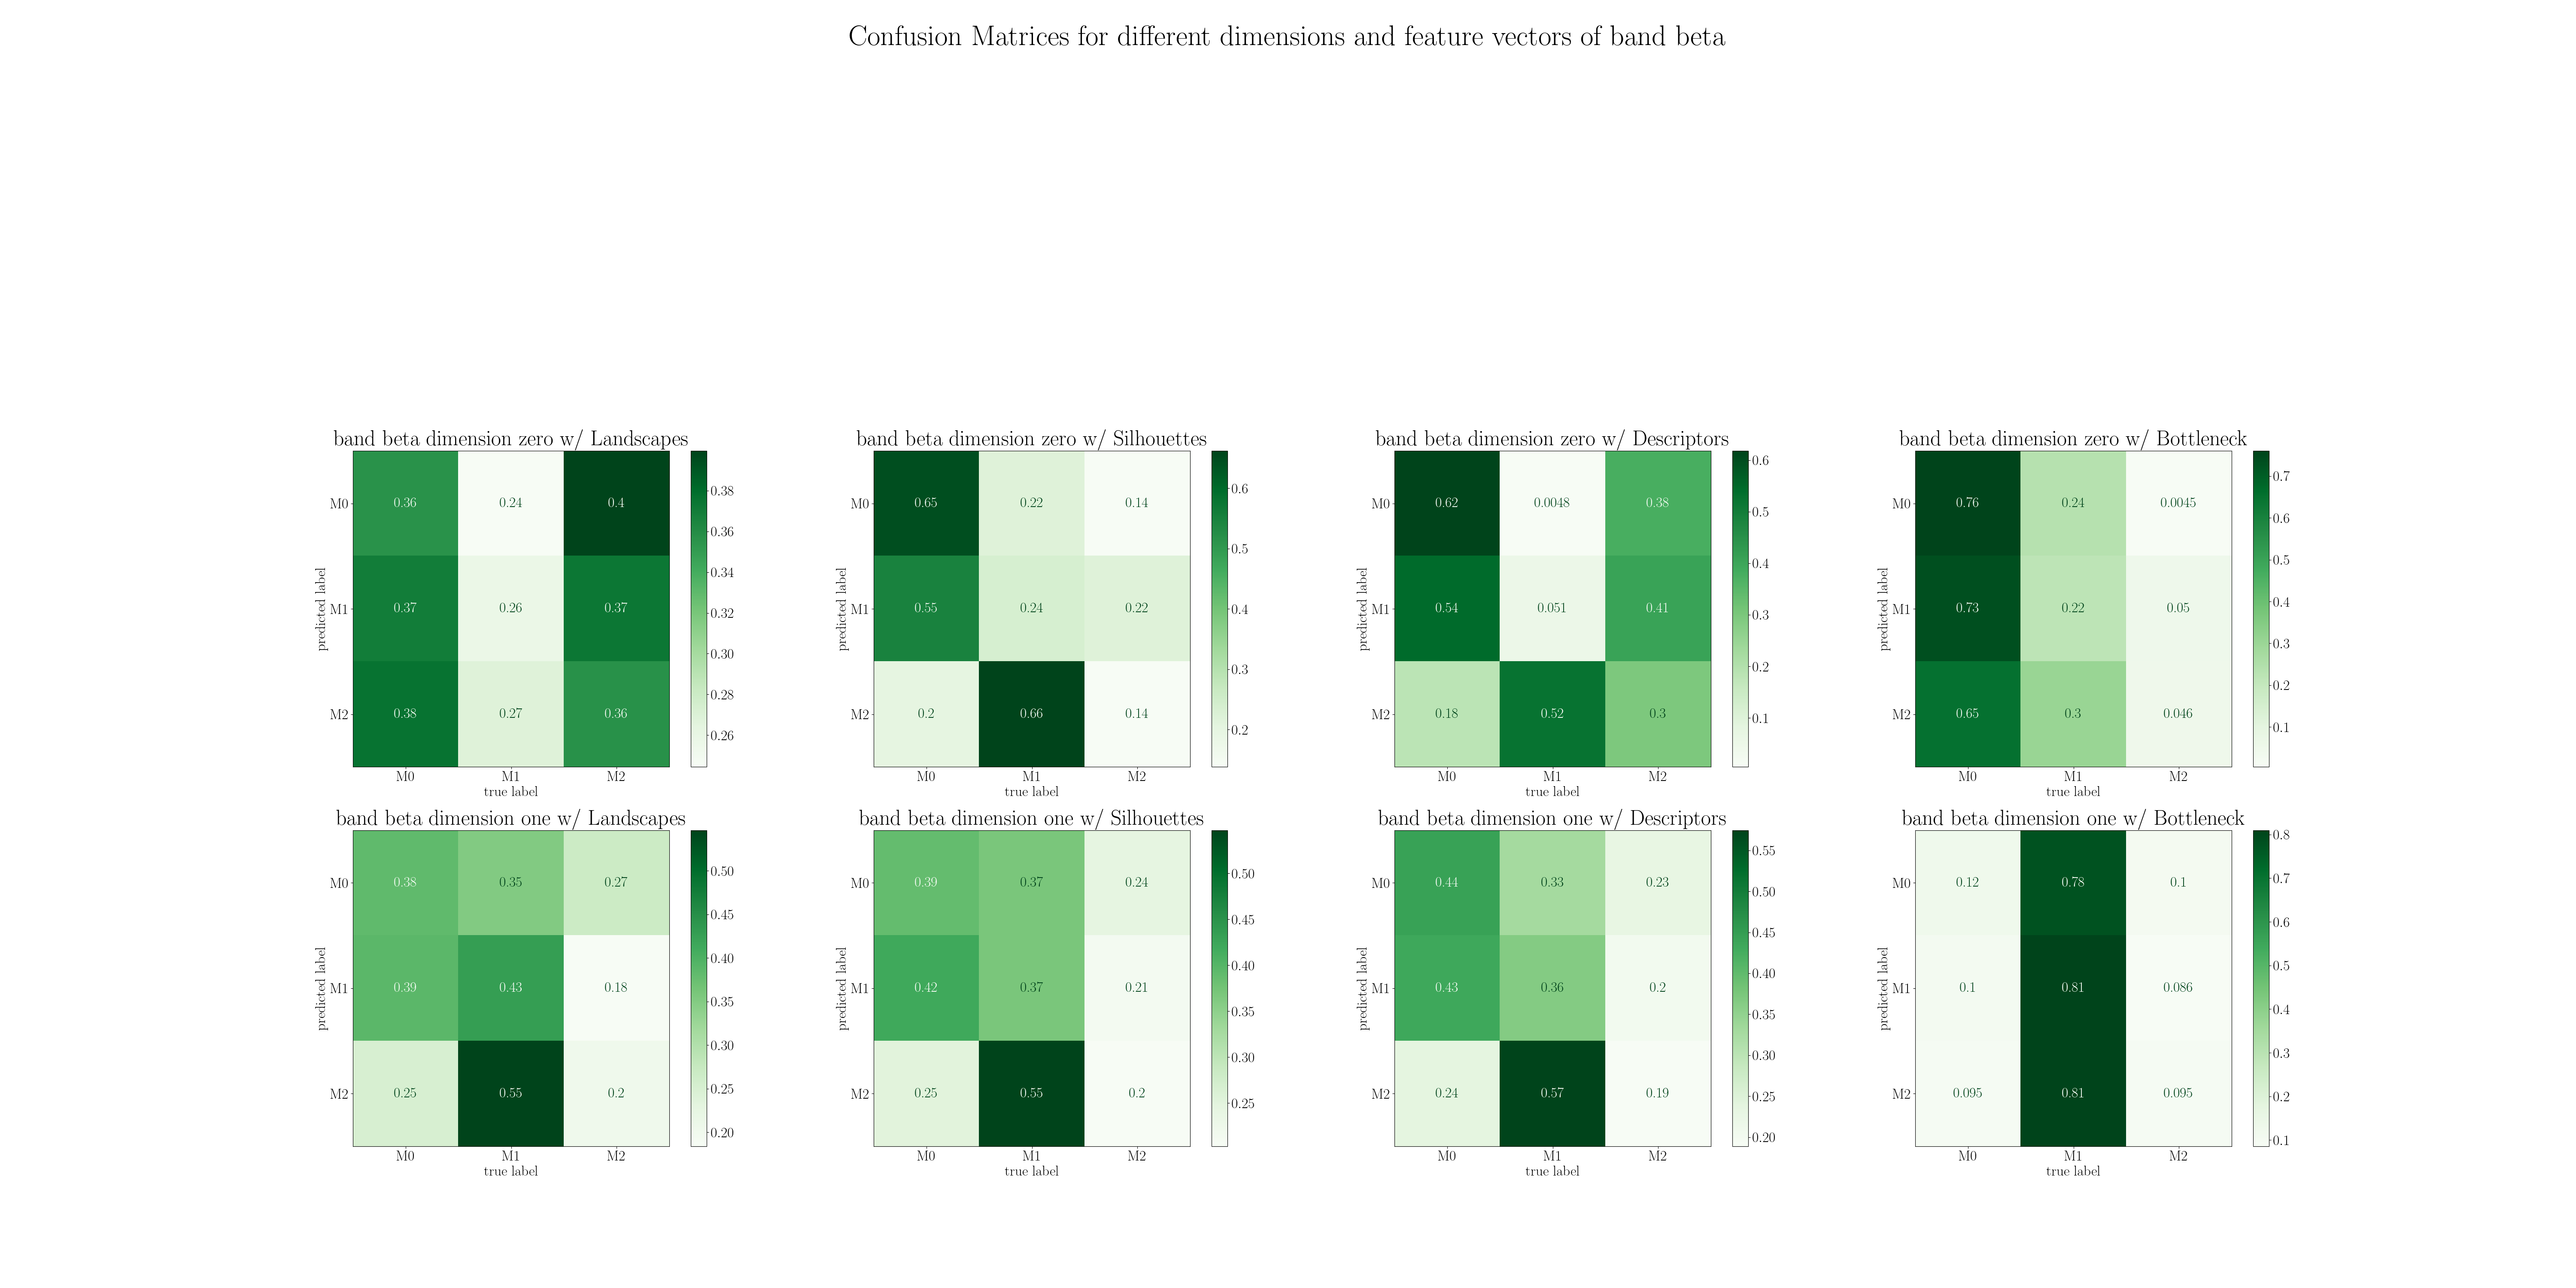 Confusion Matrices for different dimensions and feature vectors of band beta
band beta dimension zero w/ Landscapes
predicted label
M0 0.36 0.24 0.4
M1 0.37 0.26 0.37
M2 0.38 0.27 0.36
M0 M1 M2
true label
0.38
0.36
0.34
0.32
0.30
0.28
0.26
band beta dimension zero w/ Silhouettes
predicted label
M0 0.65 0.22 0.14
M1 0.55 0.24 0.22
M2 0.2 0.66 0.14
M0 M1 M2
true label
0.6
0.5
0.4
0.3
0.2
band beta dimension zero w/ Descriptors
predicted label
M0 0.62 0.0048 0.38
M1 0.54 0.051 0.41
M2 0.18 0.52 0.3
M0 M1 M2
true label
0.6
0.5
0.4
0.3
0.2
0.1
band beta dimension zero w/ Bottleneck
predicted label
M0 0.76 0.24 0.0045
M1 0.73 0.22 0.05
M2 0.65 0.3 0.046
M0 M1 M2
true label
0.7
0.6
0.5
0.4
0.3
0.2
0.1
band beta dimension one w/ Landscapes
predicted label
M0 0.38 0.35 0.27
M1 0.39 0.43 0.18
M2 0.25 0.55 0.2
M0 M1 M2
true label
0.50
0.45
0.40
0.35
0.30
0.25
0.20
band beta dimension one w/ Silhouettes
predicted label
M0 0.39 0.37 0.24
M1 0.42 0.37 0.21
M2 0.25 0.55 0.2
M0 M1 M2
true label
0.50
0.45
0.40
0.35
0.30
0.25
band beta dimension one w/ Descriptors
predicted label
M0 0.44 0.33 0.23
M1 0.43 0.36 0.2
M2 0.24 0.57 0.19
M0 M1 M2
true label
0.55
0.50
0.45
0.40
0.35
0.30
0.25
0.20
band beta dimension one w/ Bottleneck
predicted label
M0 0.12 0.78 0.1
M1 0.1 0.81 0.086
M2 0.095 0.81 0.095
M0 M1 M2
true label
0.8
0.7
0.6
0.5
0.4
0.3
0.2
0.1